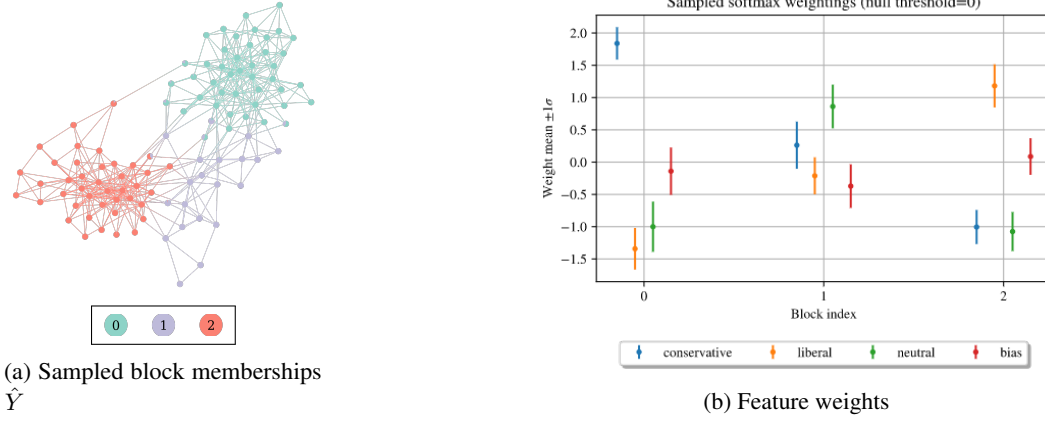 Sampled softmax weightings (null threshold=0)
2.0
1.5
1.0
0.5
0.0
−0.5
−1.0
−1.5
Weight mean ±1σ
0 1 2
Block index
conservative liberal neutral bias
0 1 2
(a) Sampled block memberships
Ŷ
(b) Feature weights